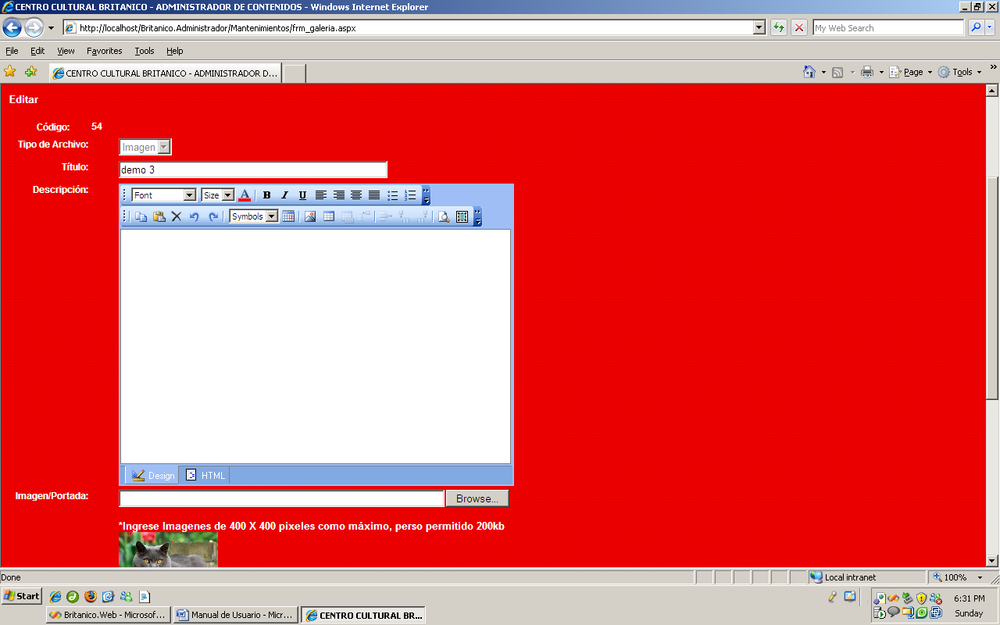 CENTRO CULTURAL BRITANICO - ADMINISTRADOR DE CONTENIDOS - Windows Internet Explorer
http://localhost/Britanico.Administrador/Mantenimientos/frm_galeria.aspx
My Web Search
File Edit View Favorites Tools Help
CENTRO CULTURAL BRITANICO - ADMINISTRADOR D...
Page Tools
Editar
Código: 54
Tipo de Archivo: Imagen
Título: demo 3
Descripción:
Font Size A B I U
Symbols
Design HTML
Imagen/Portada: Browse...
*Ingrese Imagenes de 400 X 400 pixeles como máximo, perso permitido 200kb
Done Local intranet 100%
Start 6:31 PM
Britanico.Web - Microsof... Manual de Usuario - Micr... CENTRO CULTURAL BR... Sunday